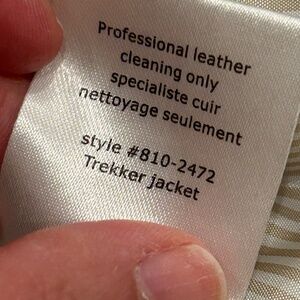 Professional leather
cleaning only
specialiste cuir
nettoyage seulement
style #810-2472
Trekker jacket